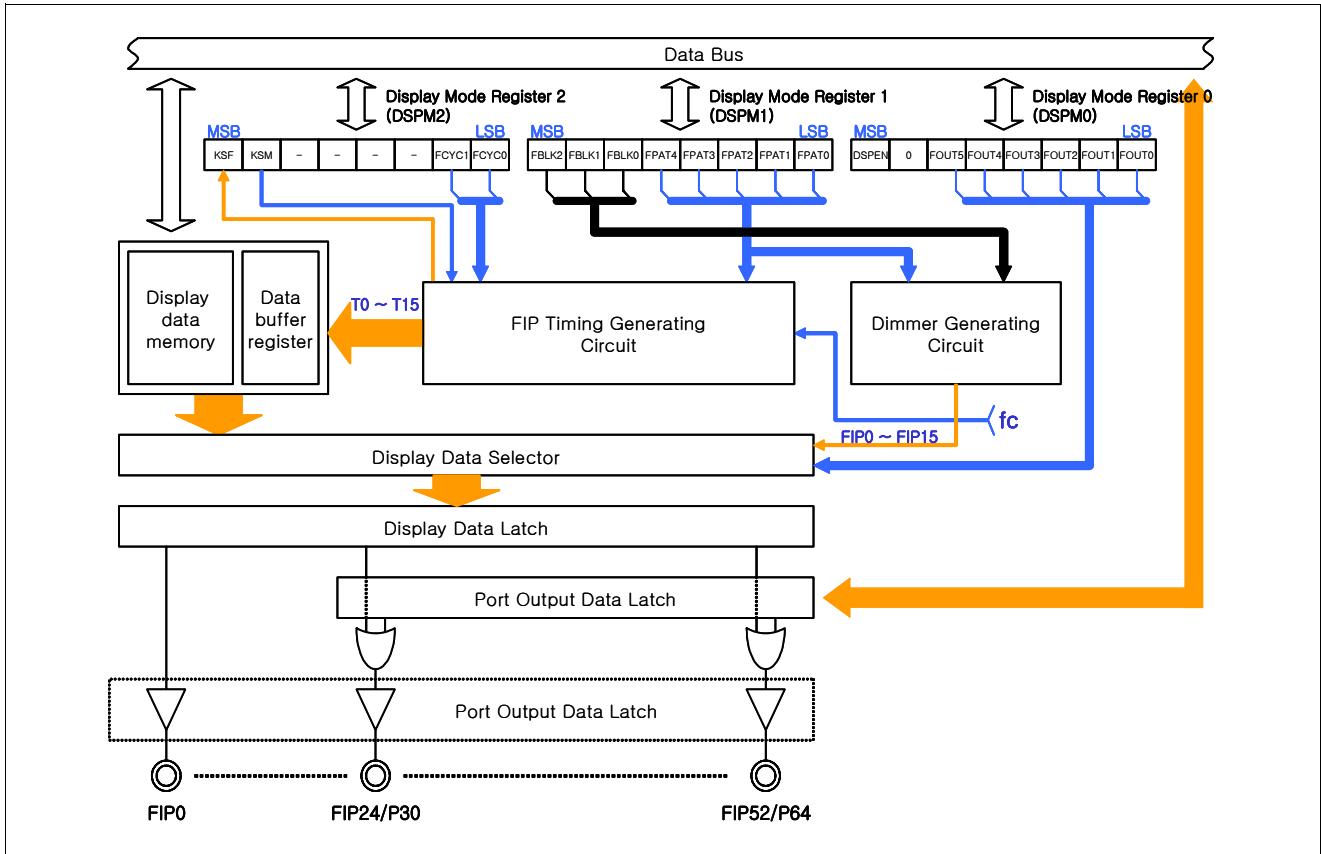 Data Bus
Display Mode Register 2
(DSPM2)
Display Mode Register 1
(DSPM1)
Display Mode Register 0
(DSPM0)
MSB LSB MSB LSB MSB LSB
KSF KSM - - - - FCYC1 FCYC0 FBLK2 FBLK1 FBLK0 FPAT4 FPAT3 FPAT2 FPAT1 FPAT0 DSPEN 0 FOUT5 FOUT4 FOUT3 FOUT2 FOUT1 FOUT0
Display
data
memory
Data
buffer
register
T0 ~ T15
FIP Timing Generating
Circuit
Dimmer Generating
Circuit
fc
FIP0 ~ FIP15
Display Data Selector
Display Data Latch
Port Output Data Latch
Port Output Data Latch
FIP0 FIP24/P30 FIP52/P64